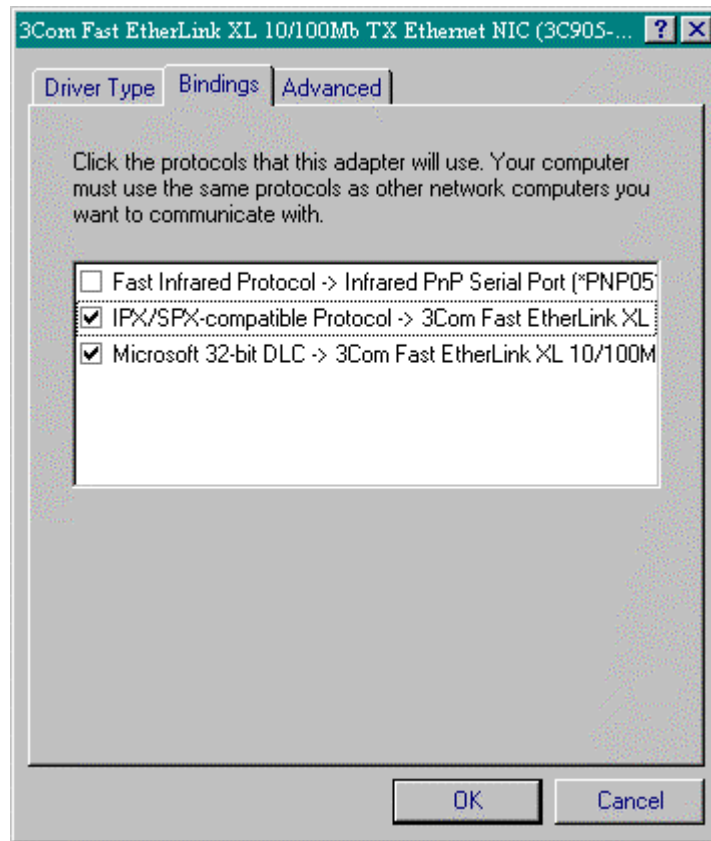 3Com Fast EtherLink XL 10/100Mb TX Ethernet NIC (3C905-...
Driver Type Bindings Advanced
Click the protocols that this adapter will use. Your computer
must use the same protocols as other network computers you
want to communicate with.
Fast Infrared Protocol -> Infrared PnP Serial Port (*PNP05
IPX/SPX-compatible Protocol -> 3Com Fast EtherLink XL
Microsoft 32-bit DLC -> 3Com Fast EtherLink XL 10/100M
OK Cancel